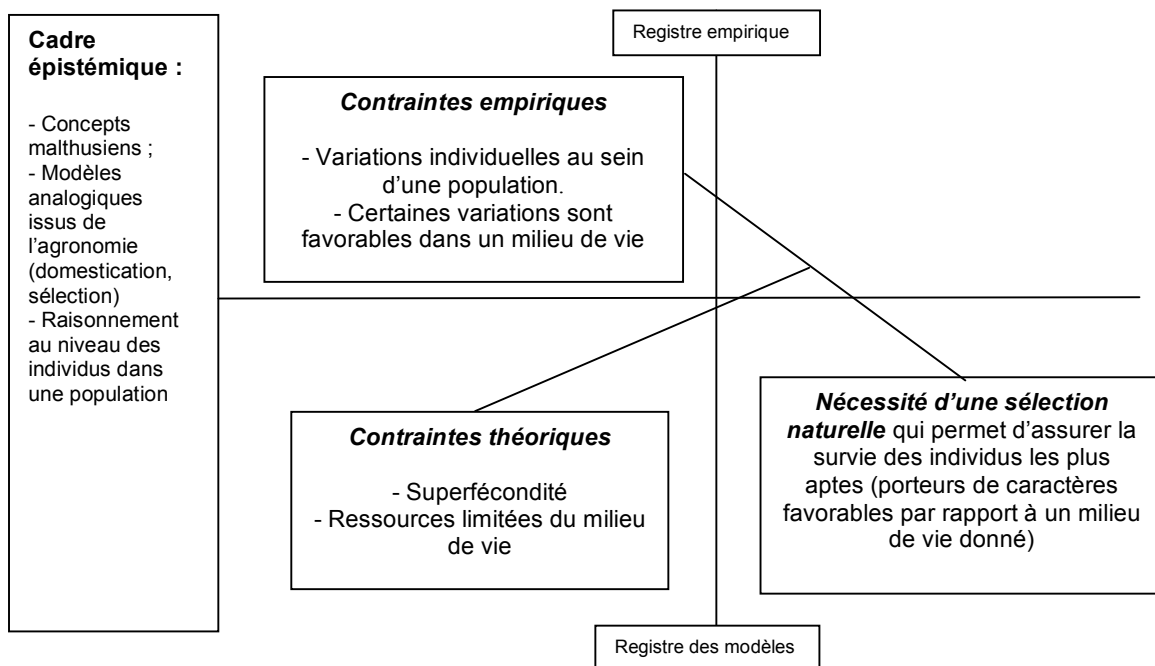 Cadre
épistémique :
- Concepts
malthusiens ;
- Modèles
analogiques
issus de
l'agronomie
(domestication,
sélection)
- Raisonnement
au niveau des
individus dans
une population
Registre empirique
Contraintes empiriques
- Variations individuelles au sein
d'une population.
- Certaines variations sont
favorables dans un milieu de vie
Contraintes théoriques
- Superfécondité
- Ressources limitées du milieu
de vie
Nécessité d'une sélection
naturelle qui permet d'assurer la
survie des individus les plus
aptes (porteurs de caractères
favorables par rapport à un milieu
de vie donné)
Registre des modèles